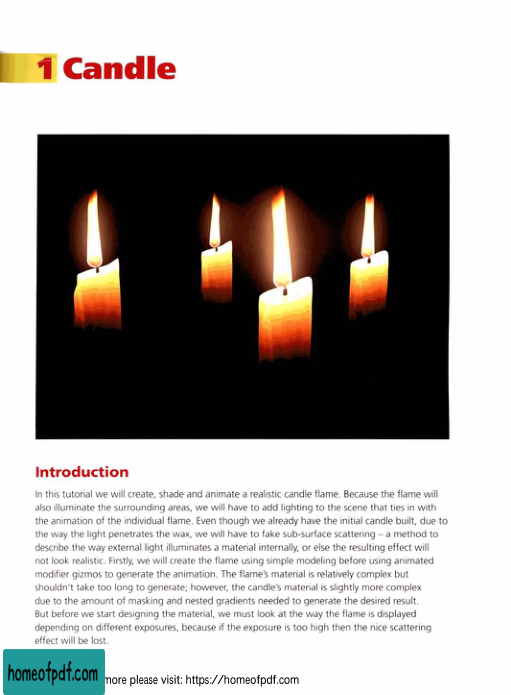 1 Candle
Introduction
In this tutorial we will create, shade and animate a realistic candle flame. Because the flame will
also illuminate the surrounding areas, we will have to add lighting to the scene that ties in with
the animation of the individual flame. Even though we already have the initial candle built, due to
the way the light penetrates the wax, we will have to fake sub-surface scattering – a method to
describe the way external light illuminates a material internally, or else the resulting effect will
not look realistic. Firstly, we will create the flame using simple modeling before using animated
modifier gizmos to generate the animation. The flame's material is relatively complex but
shouldn't take too long to generate; however, the candle's material is slightly more complex
due to the amount of masking and nested gradients needed to generate the desired result.
But before we start designing the material, we must look at the way the flame is displayed
depending on different exposures, because if the exposure is too high then the nice scattering
effect will be lost.
homeofpdf.com more please visit: https://homeofpdf.com